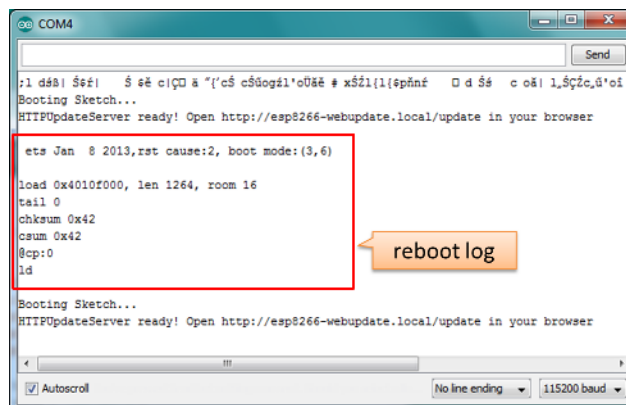 COM4
Send
Booting Sketch...
HTTPUpdateServer ready! Open http://esp8266-webupdate.local/update in your browser
ets Jan 8 2013,rst cause:2, boot mode:(3,6)
load 0x4010f000, len 1264, room 16
tail 0
chksum 0x42
csum 0x42
@cp:0
ld
reboot log
Booting Sketch...
HTTPUpdateServer ready! Open http://esp8266-webupdate.local/update in your browser
Autoscroll
No line ending
115200 baud